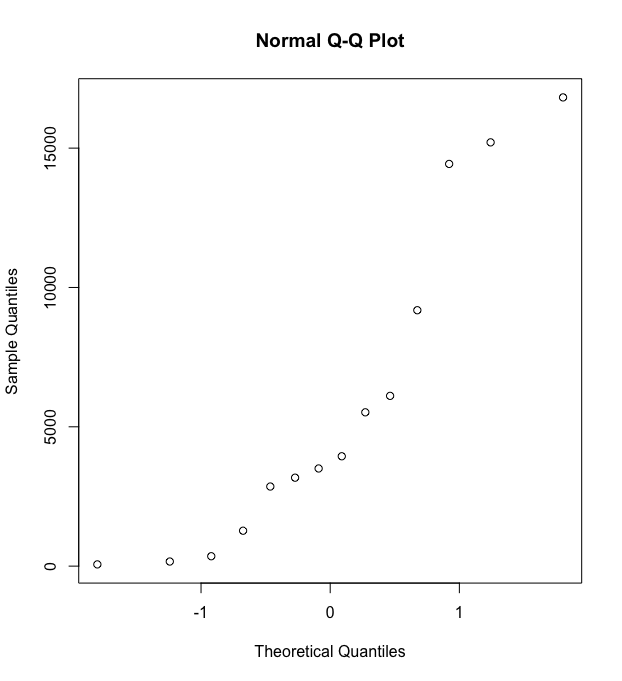 Normal Q-Q Plot
15000
10000
5000
0
Sample Quantiles
-1 0 1
Theoretical Quantiles